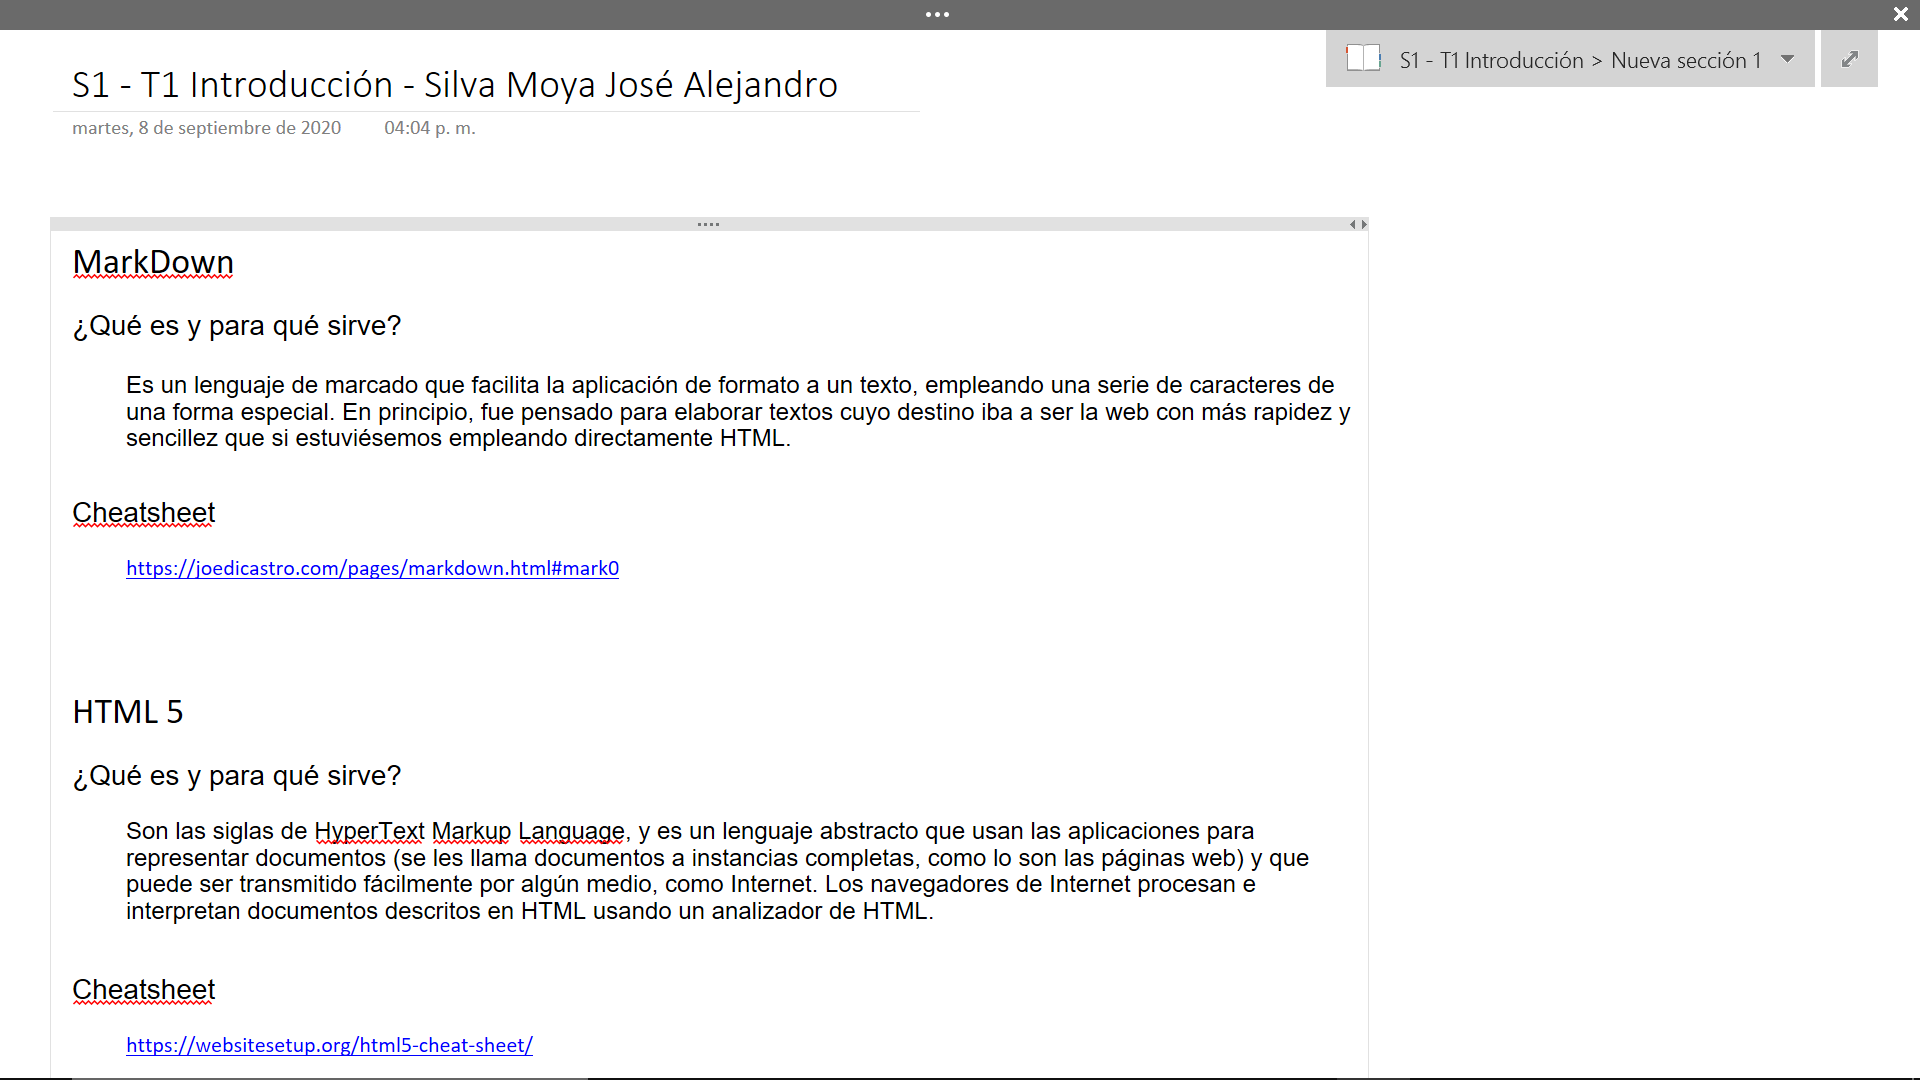 S1 - T1 Introducción > Nueva sección 1
S1 - T1 Introducción - Silva Moya José Alejandro
martes, 8 de septiembre de 2020 04:04 p. m.
MarkDown
¿Qué es y para qué sirve?
Es un lenguaje de marcado que facilita la aplicación de formato a un texto, empleando una serie de caracteres de
una forma especial. En principio, fue pensado para elaborar textos cuyo destino iba a ser la web con más rapidez y
sencillez que si estuviésemos empleando directamente HTML.
Cheatsheet
https://joedicastro.com/pages/markdown.html#mark0
HTML 5
¿Qué es y para qué sirve?
Son las siglas de HyperText Markup Language, y es un lenguaje abstracto que usan las aplicaciones para
representar documentos (se les llama documentos a instancias completas, como lo son las páginas web) y que
puede ser transmitido fácilmente por algún medio, como Internet. Los navegadores de Internet procesan e
interpretan documentos descritos en HTML usando un analizador de HTML.
Cheatsheet
https://websitesetup.org/html5-cheat-sheet/